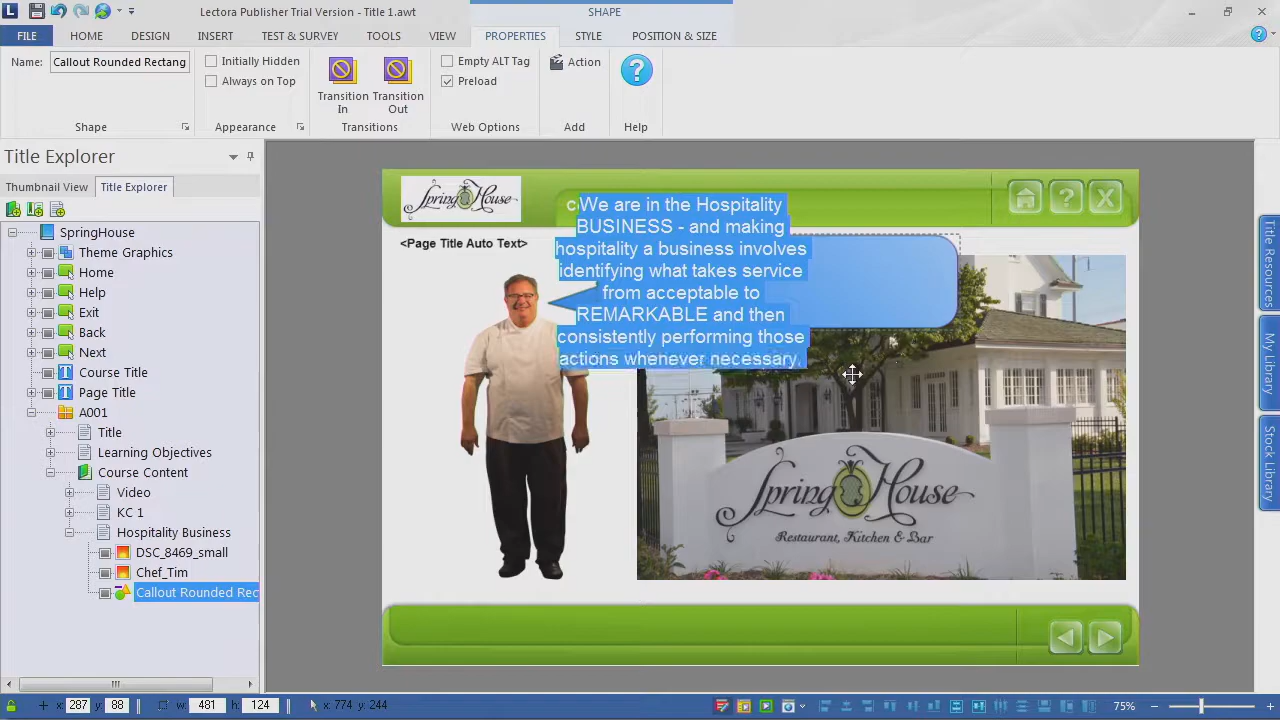 Lectora Publisher Trial Version - Title 1.awt
SHAPE
FILE
HOME
DESIGN
INSERT
TEST & SURVEY
TOOLS
VIEW
PROPERTIES
STYLE
POSITION & SIZE
Name:
Callout Rounded Rectang
Initially Hidden
Always on Top
Transition In
Transition Out
Empty ALT Tag
Preload
Action
Shape
Appearance
Transitions
Web Options
Add
Help
Title Explorer
Thumbnail View
Title Explorer
SpringHouse
Theme Graphics
Home
Help
Exit
Back
Next
Course Title
Page Title
A001
Title
Learning Objectives
Course Content
Video
KC 1
Hospitality Business
DSC_8469_small
Chef_Tim
Callout Rounded Rec
Spring House
<Page Title Auto Text>
We are in the Hospitality
BUSINESS - and making
hospitality a business involves
identifying what takes service
from acceptable to
REMARKABLE and then
consistently performing those
actions whenever necessary.
Spring House
Restaurant, Kitchen & Bar
Title Resources
My Library
Stock Library
x: 287
y: 88
w: 481
h: 124
x: 774 y: 244
75%